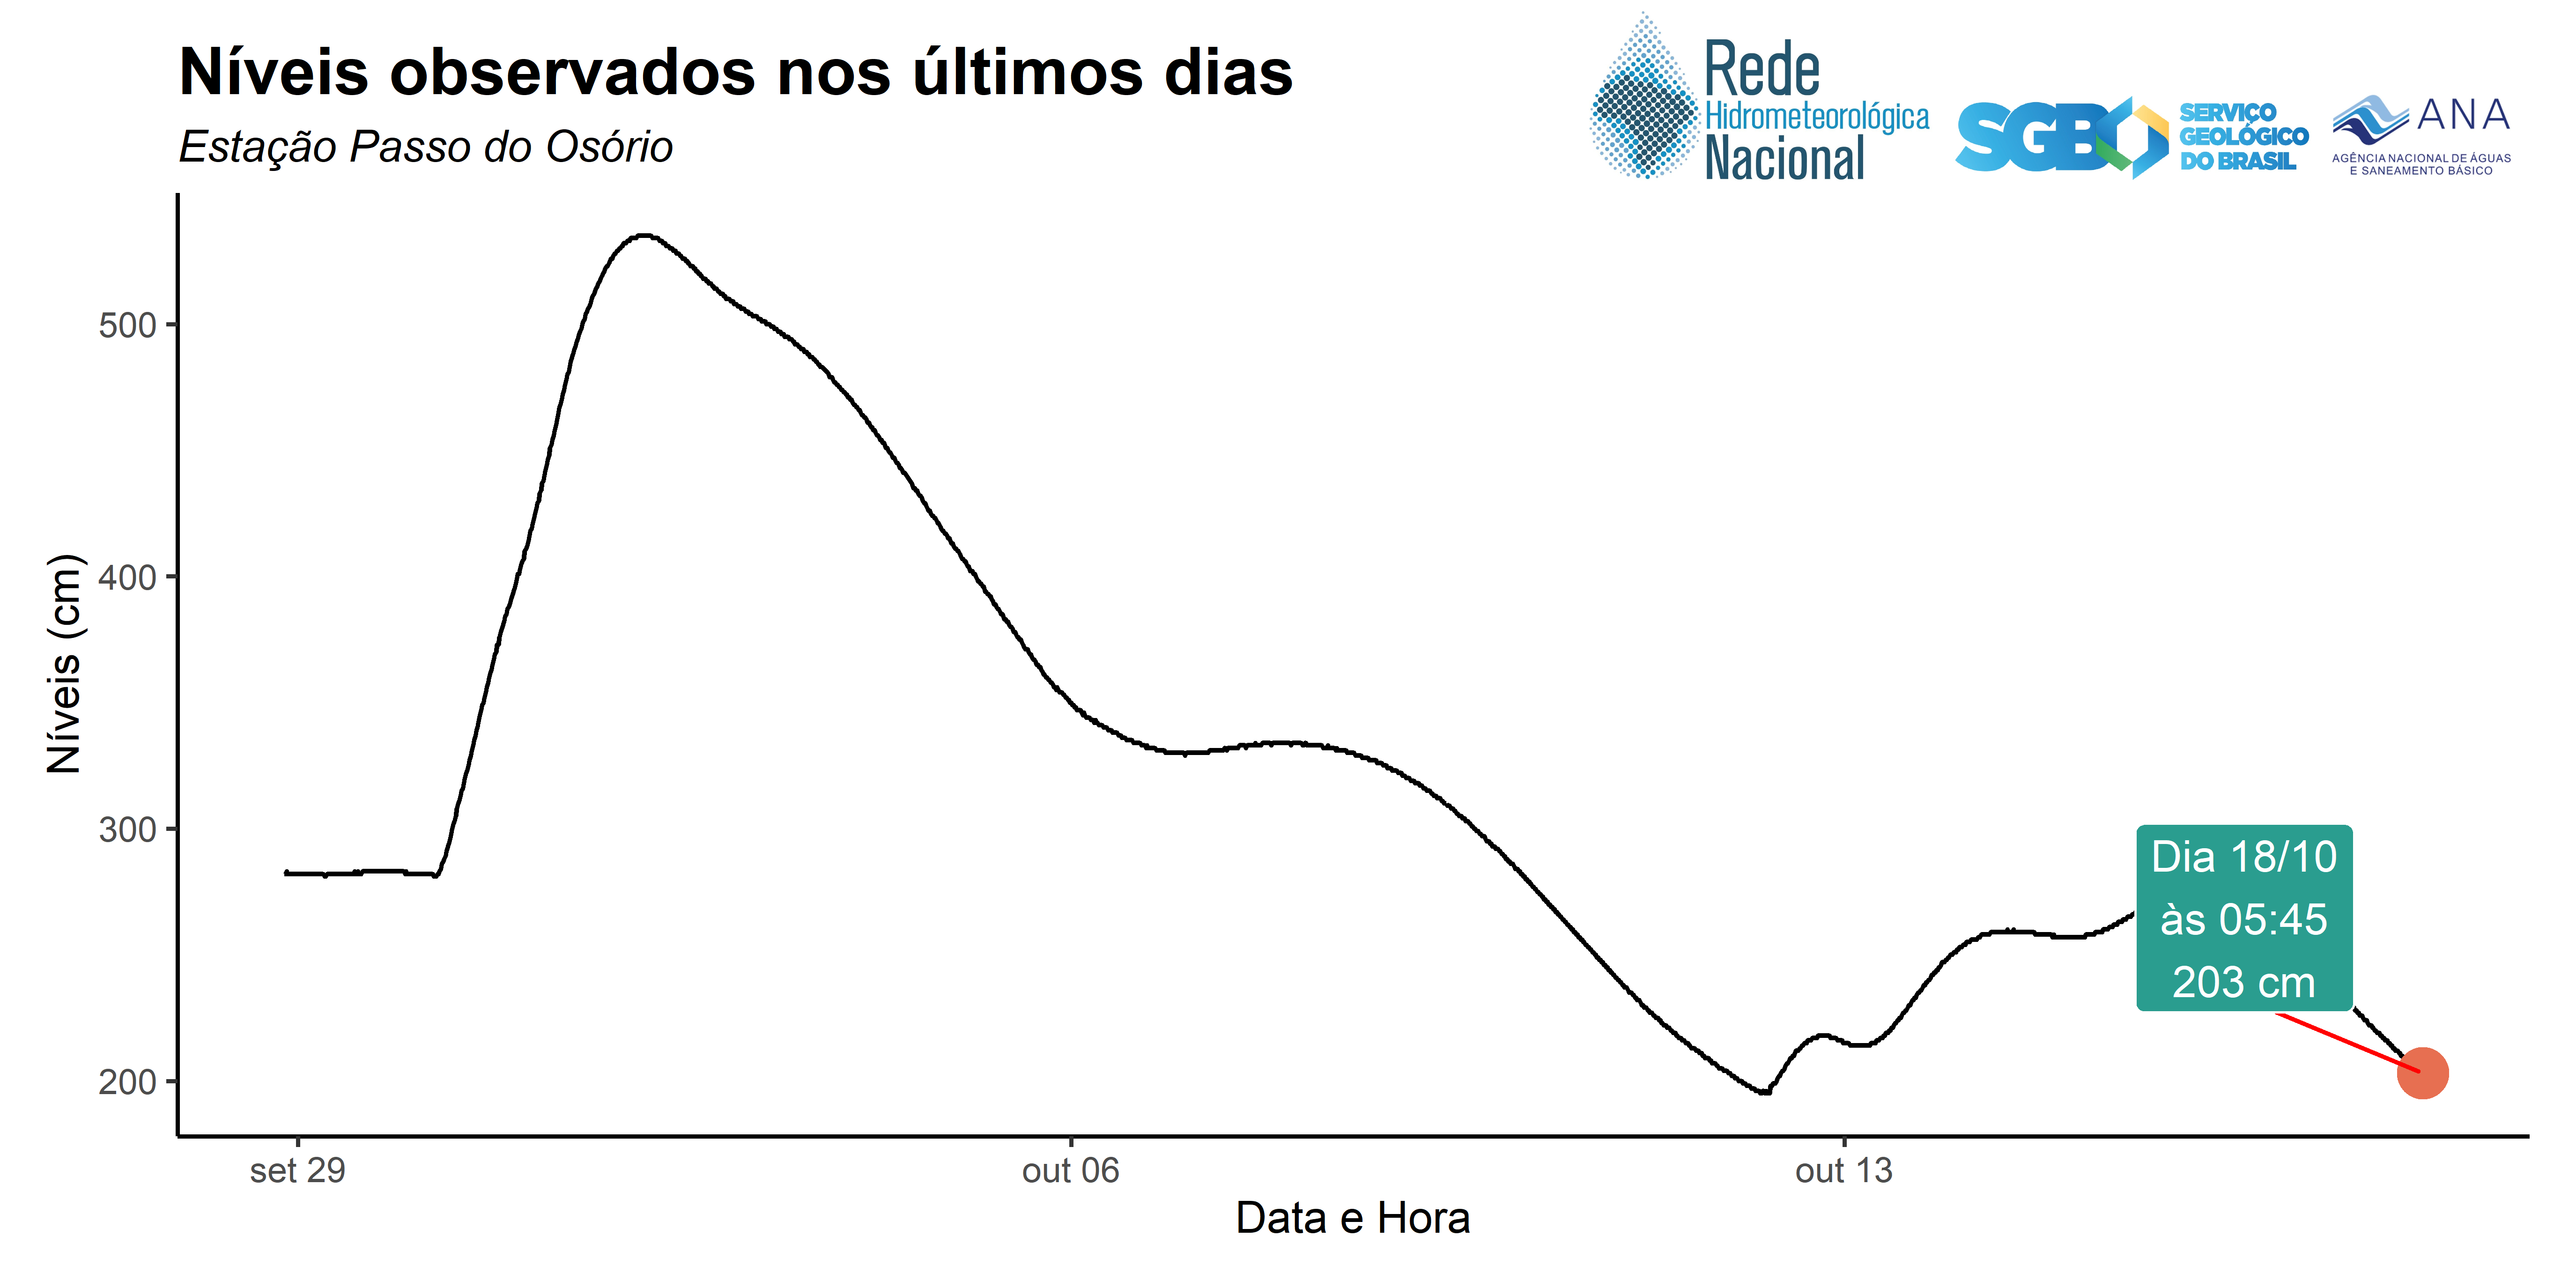 Níveis observados nos últimos dias
Estação Passo do Osório
Rede
Hidrometeorológica
Nacional
SGB
SERVIÇO
GEOLÓGICO
DO BRASIL
ANA
AGÊNCIA NACIONAL DE ÁGUAS
E SANEAMENTO BÁSICO
Níveis (cm)
500
400
300
200
Dia 18/10
às 05:45
203 cm
set 29
out 06
out 13
Data e Hora